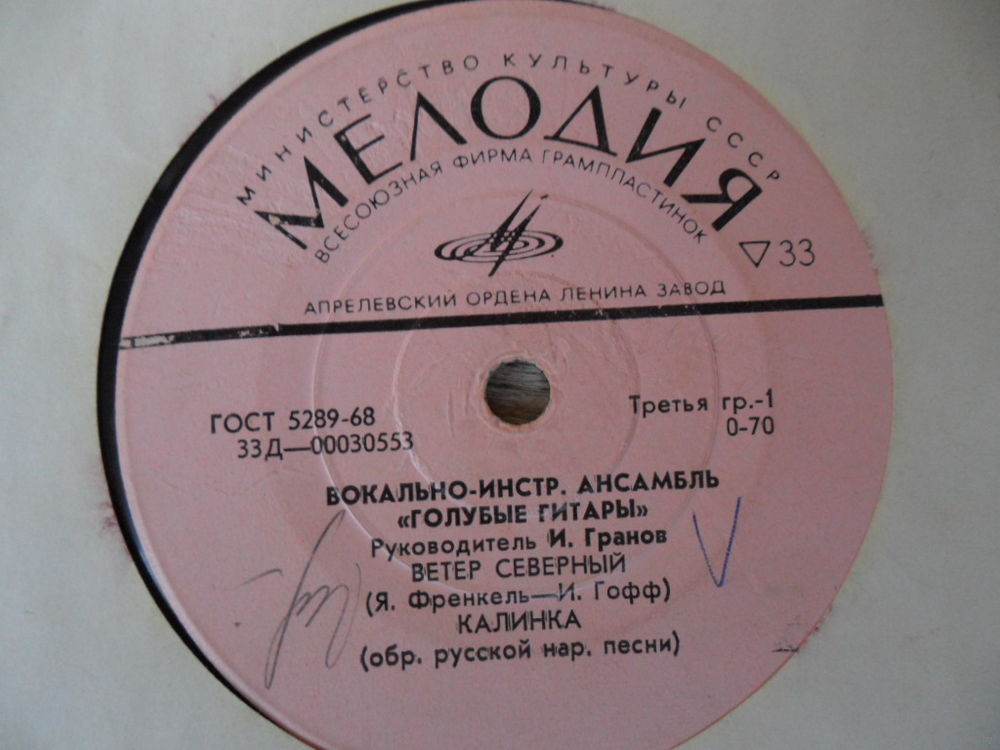 МИНИСТЕРСТВО КУЛЬТУРЫ СССР
МЕЛОДИЯ
ВСЕСОЮЗНАЯ ФИРМА ГРАМПЛАСТИНОК
▽33
АПРЕЛЕВСКИЙ ОРДЕНА ЛЕНИНА ЗАВОД
ГОСТ 5289-68
33Д—00030553
Третья гр.-1
0-70
ВОКАЛЬНО-ИНСТР. АНСАМБЛЬ
«ГОЛУБЫЕ ГИТАРЫ»
Руководитель И. Гранов
ВЕТЕР СЕВЕРНЫЙ
(Я. Френкель—И. Гофф)
КАЛИНКА
(обр. русской нар. песни)